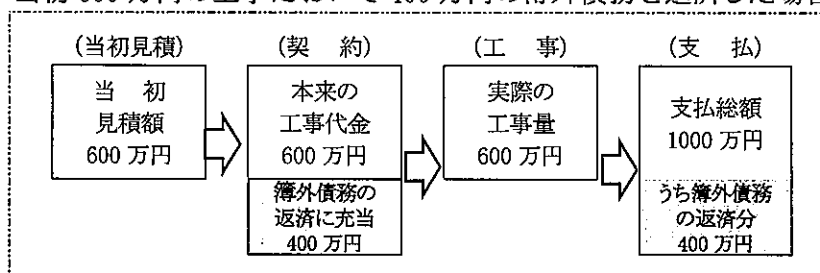 (当初見積)
(契　約)
(工　事)
(支　払)
当　初
見積額
600 万円
本来の
工事代金
600 万円
簿外債務の
返済に充当
400 万円
実際の
工事量
600 万円
支払総額
1000 万円
うち簿外債務
の返済分
400 万円